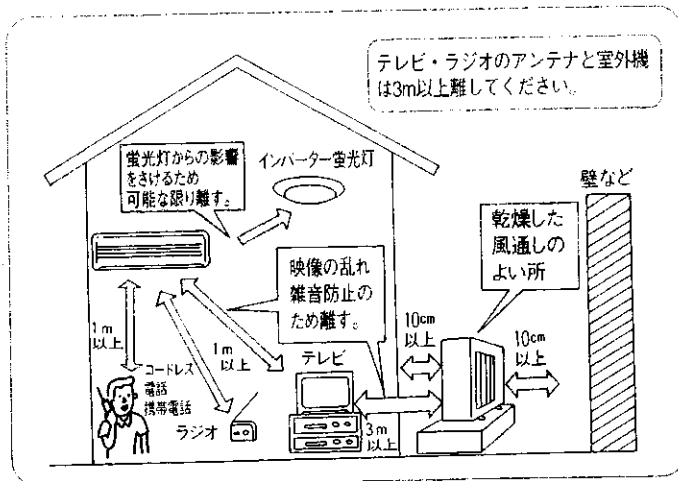 テレビ・ラジオのアンテナと室外機
は3m以上離してください。
蛍光灯からの影響
をさけるため
可能な限り離す。
インバーター蛍光灯
壁など
乾燥した
風通しの
よい所
映像の乱れ
雑音防止の
ため離す。
1m
以上
1m
以上
テレビ
10cm
以上
10cm
以上
コードレス
電話
携帯電話
ラジオ
3m
以上